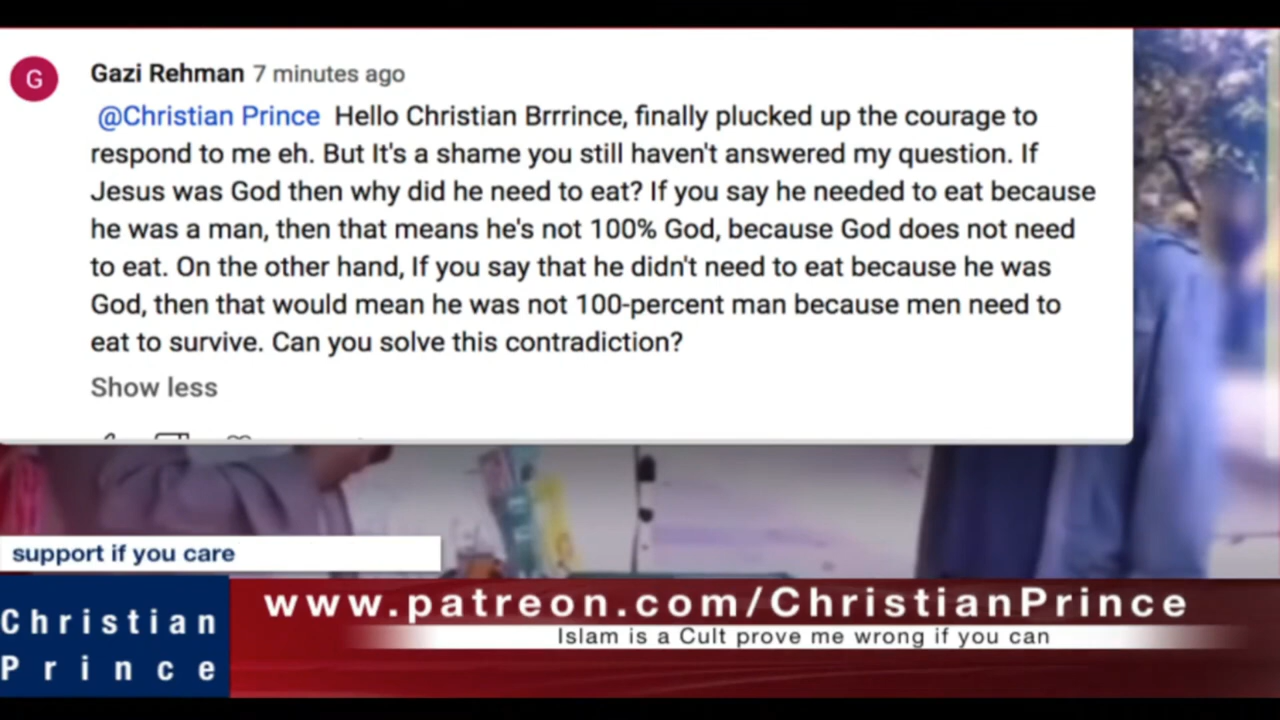 G
Gazi Rehman 7 minutes ago
@Christian Prince Hello Christian Brrrince, finally plucked up the courage to
respond to me eh. But It's a shame you still haven't answered my question. If
Jesus was God then why did he need to eat? If you say he needed to eat because
he was a man, then that means he's not 100% God, because God does not need
to eat. On the other hand, If you say that he didn't need to eat because he was
God, then that would mean he was not 100-percent man because men need to
eat to survive. Can you solve this contradiction?
Show less
support if you care
Christian
Prince
www.patreon.com/ChristianPrince
Islam is a Cult prove me wrong if you can